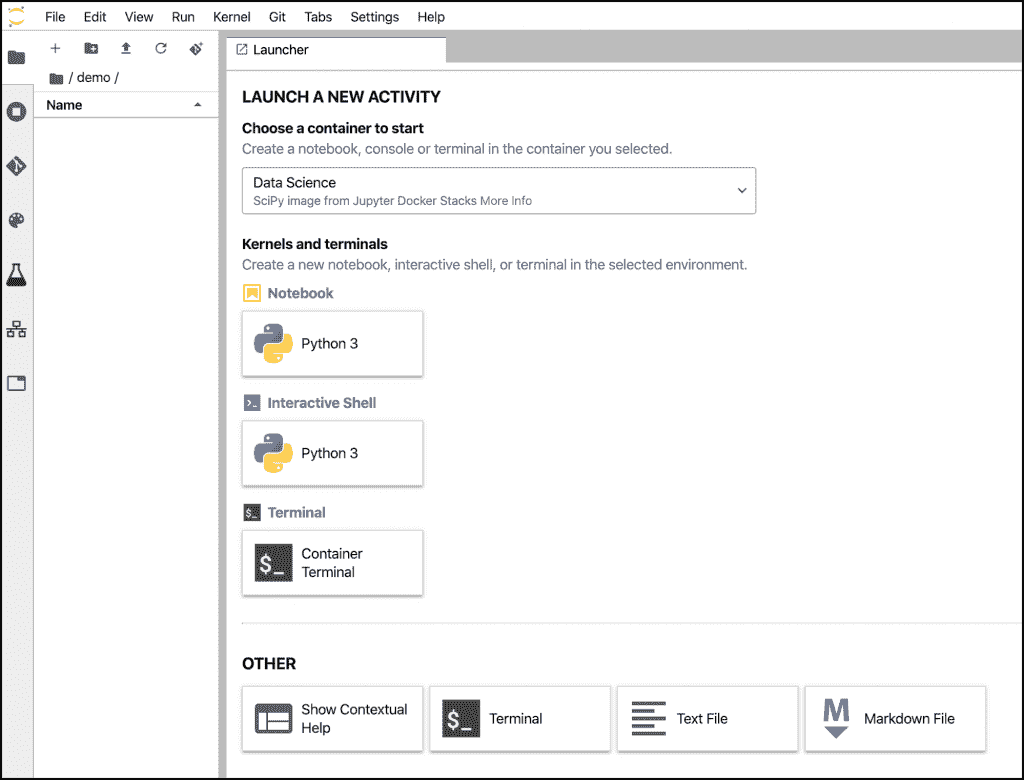 File Edit View Run Kernel Git Tabs Settings Help
/ demo /
Name
Launcher
LAUNCH A NEW ACTIVITY
Choose a container to start
Create a notebook, console or terminal in the container you selected.
Data Science
SciPy image from Jupyter Docker Stacks More Info
Kernels and terminals
Create a new notebook, interactive shell, or terminal in the selected environment.
Notebook
Python 3
Interactive Shell
Python 3
$_ Terminal
$_ Container
Terminal
OTHER
Show Contextual
Help
$_ Terminal
Text File
M Markdown File